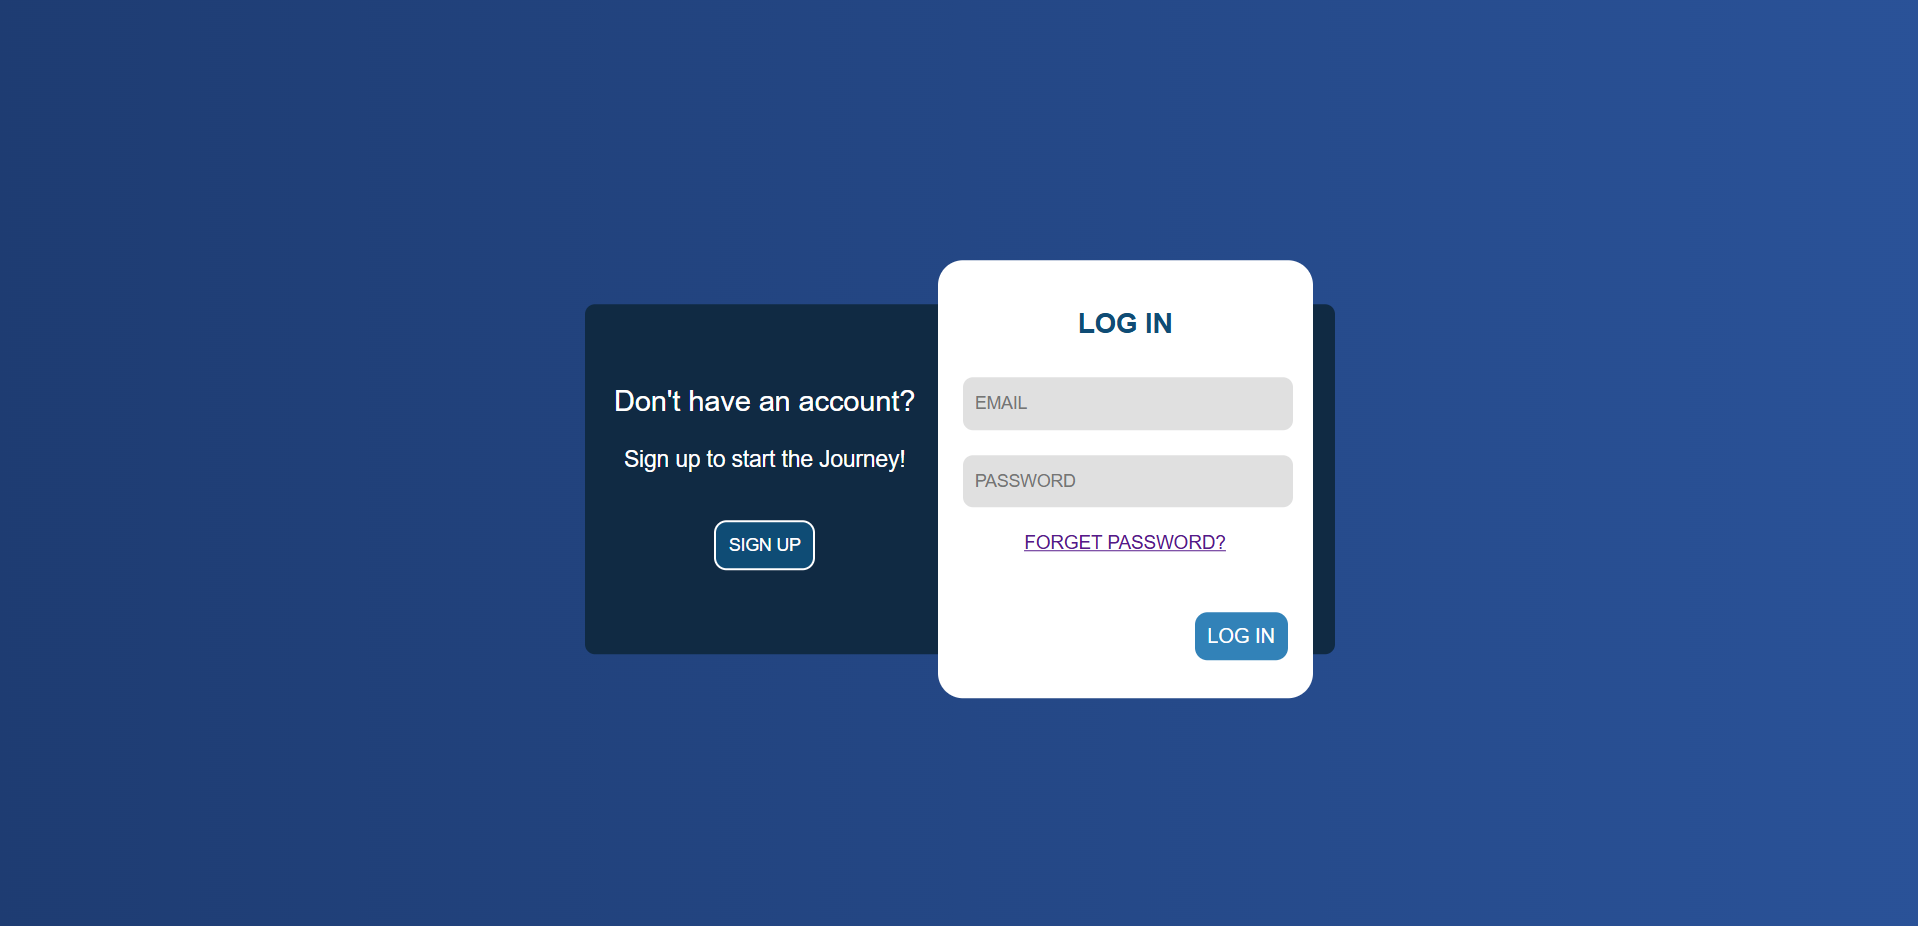 Don't have an account?
Sign up to start the Journey!
SIGN UP
LOG IN
EMAIL
PASSWORD
FORGET PASSWORD?
LOG IN